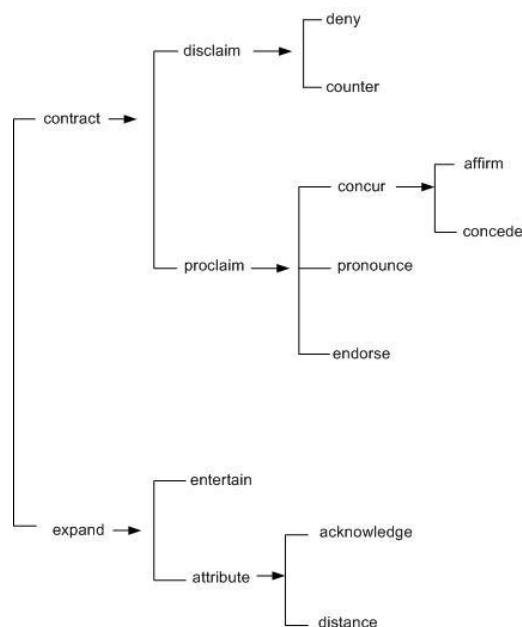 deny
disclaim
counter
contract
affirm
concur
concede
proclaim
pronounce
endorse
entertain
expand
acknowledge
attribute
distance